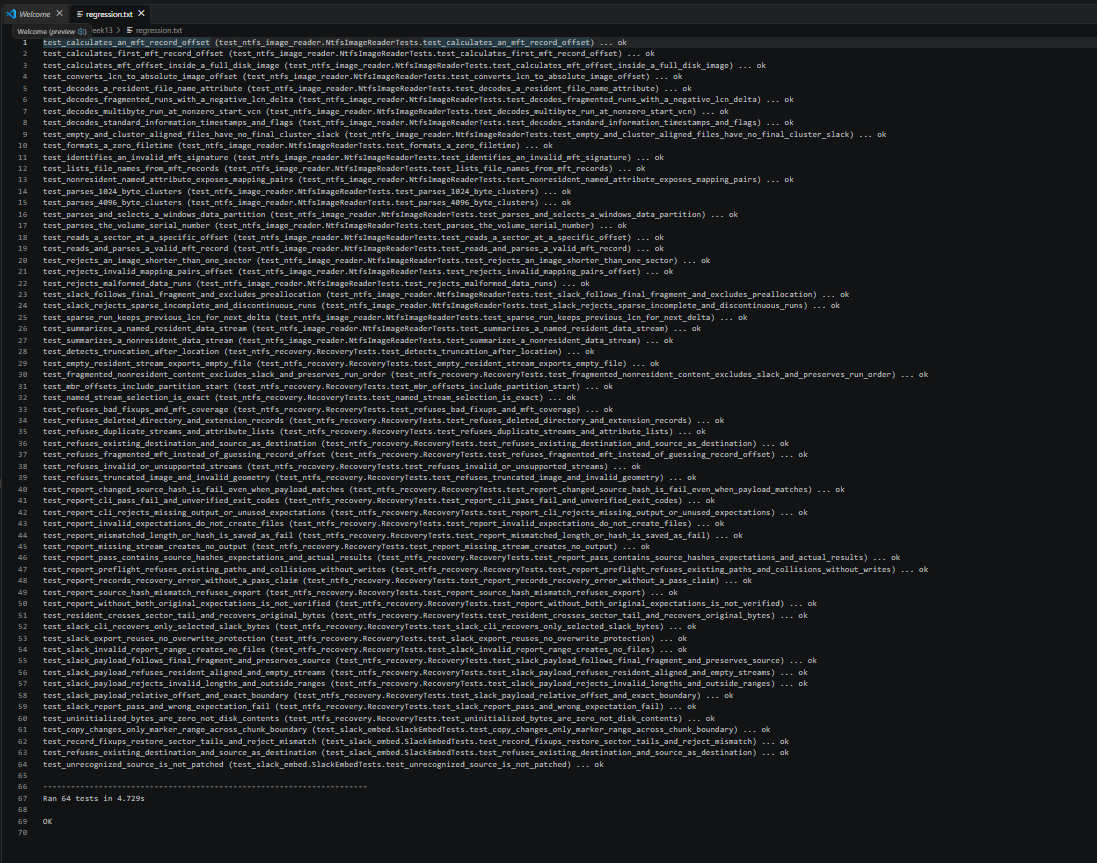 Welcome
regression.txt
Welcome (preview) eek13 > regression.txt
1 test_calculates_an_mft_record_offset (test_ntfs_image_reader.NtfsImageReaderTests.test_calculates_an_mft_record_offset) ... ok
2 test_calculates_first_mft_record_offset (test_ntfs_image_reader.NtfsImageReaderTests.test_calculates_first_mft_record_offset) ... ok
3 test_calculates_mft_offset_inside_a_full_disk_image (test_ntfs_image_reader.NtfsImageReaderTests.test_calculates_mft_offset_inside_a_full_disk_image) ... ok
4 test_converts_lcn_to_absolute_image_offset (test_ntfs_image_reader.NtfsImageReaderTests.test_converts_lcn_to_absolute_image_offset) ... ok
5 test_decodes_a_resident_file_name_attribute (test_ntfs_image_reader.NtfsImageReaderTests.test_decodes_a_resident_file_name_attribute) ... ok
6 test_decodes_fragmented_runs_with_a_negative_lcn_delta (test_ntfs_image_reader.NtfsImageReaderTests.test_decodes_fragmented_runs_with_a_negative_lcn_delta) ... ok
7 test_decodes_multibyte_run_at_nonzero_start_vcn (test_ntfs_image_reader.NtfsImageReaderTests.test_decodes_multibyte_run_at_nonzero_start_vcn) ... ok
8 test_decodes_standard_information_timestamps_and_flags (test_ntfs_image_reader.NtfsImageReaderTests.test_decodes_standard_information_timestamps_and_flags) ... ok
9 test_empty_and_cluster_aligned_files_have_no_final_cluster_slack (test_ntfs_image_reader.NtfsImageReaderTests.test_empty_and_cluster_aligned_files_have_no_final_cluster_slack) ... ok
10 test_formats_a_zero_filetime (test_ntfs_image_reader.NtfsImageReaderTests.test_formats_a_zero_filetime) ... ok
11 test_identifies_an_invalid_mft_signature (test_ntfs_image_reader.NtfsImageReaderTests.test_identifies_an_invalid_mft_signature) ... ok
12 test_lists_file_names_from_mft_records (test_ntfs_image_reader.NtfsImageReaderTests.test_lists_file_names_from_mft_records) ... ok
13 test_nonresident_named_attribute_exposes_mapping_pairs (test_ntfs_image_reader.NtfsImageReaderTests.test_nonresident_named_attribute_exposes_mapping_pairs) ... ok
14 test_parses_1024_byte_clusters (test_ntfs_image_reader.NtfsImageReaderTests.test_parses_1024_byte_clusters) ... ok
15 test_parses_4096_byte_clusters (test_ntfs_image_reader.NtfsImageReaderTests.test_parses_4096_byte_clusters) ... ok
16 test_parses_and_selects_a_windows_data_partition (test_ntfs_image_reader.NtfsImageReaderTests.test_parses_and_selects_a_windows_data_partition) ... ok
17 test_parses_the_volume_serial_number (test_ntfs_image_reader.NtfsImageReaderTests.test_parses_the_volume_serial_number) ... ok
18 test_reads_a_sector_at_a_specific_offset (test_ntfs_image_reader.NtfsImageReaderTests.test_reads_a_sector_at_a_specific_offset) ... ok
19 test_reads_and_parses_a_valid_mft_record (test_ntfs_image_reader.NtfsImageReaderTests.test_reads_and_parses_a_valid_mft_record) ... ok
20 test_rejects_an_image_shorter_than_one_sector (test_ntfs_image_reader.NtfsImageReaderTests.test_rejects_an_image_shorter_than_one_sector) ... ok
21 test_rejects_invalid_mapping_pairs_offset (test_ntfs_image_reader.NtfsImageReaderTests.test_rejects_invalid_mapping_pairs_offset) ... ok
22 test_rejects_malformed_data_runs (test_ntfs_image_reader.NtfsImageReaderTests.test_rejects_malformed_data_runs) ... ok
23 test_slack_follows_final_fragment_and_excludes_preallocation (test_ntfs_image_reader.NtfsImageReaderTests.test_slack_follows_final_fragment_and_excludes_preallocation) ... ok
24 test_slack_rejects_sparse_incomplete_and_discontinuous_runs (test_ntfs_image_reader.NtfsImageReaderTests.test_slack_rejects_sparse_incomplete_and_discontinuous_runs) ... ok
25 test_sparse_run_keeps_previous_lcn_for_next_delta (test_ntfs_image_reader.NtfsImageReaderTests.test_sparse_run_keeps_previous_lcn_for_next_delta) ... ok
26 test_summarizes_a_named_resident_data_stream (test_ntfs_image_reader.NtfsImageReaderTests.test_summarizes_a_named_resident_data_stream) ... ok
27 test_summarizes_a_nonresident_data_stream (test_ntfs_image_reader.NtfsImageReaderTests.test_summarizes_a_nonresident_data_stream) ... ok
28 test_detects_truncation_after_location (test_ntfs_recovery.RecoveryTests.test_detects_truncation_after_location) ... ok
29 test_empty_resident_stream_exports_empty_file (test_ntfs_recovery.RecoveryTests.test_empty_resident_stream_exports_empty_file) ... ok
30 test_fragmented_nonresident_content_excludes_slack_and_preserves_run_order (test_ntfs_recovery.RecoveryTests.test_fragmented_nonresident_content_excludes_slack_and_preserves_run_order) ... ok
31 test_mbr_offsets_include_partition_start (test_ntfs_recovery.RecoveryTests.test_mbr_offsets_include_partition_start) ... ok
32 test_named_stream_selection_is_exact (test_ntfs_recovery.RecoveryTests.test_named_stream_selection_is_exact) ... ok
33 test_refuses_bad_fixups_and_mft_coverage (test_ntfs_recovery.RecoveryTests.test_refuses_bad_fixups_and_mft_coverage) ... ok
34 test_refuses_deleted_directory_and_extension_records (test_ntfs_recovery.RecoveryTests.test_refuses_deleted_directory_and_extension_records) ... ok
35 test_refuses_duplicate_streams_and_attribute_lists (test_ntfs_recovery.RecoveryTests.test_refuses_duplicate_streams_and_attribute_lists) ... ok
36 test_refuses_existing_destination_and_source_as_destination (test_ntfs_recovery.RecoveryTests.test_refuses_existing_destination_and_source_as_destination) ... ok
37 test_refuses_fragmented_mft_instead_of_guessing_record_offset (test_ntfs_recovery.RecoveryTests.test_refuses_fragmented_mft_instead_of_guessing_record_offset) ... ok
38 test_refuses_invalid_or_unsupported_streams (test_ntfs_recovery.RecoveryTests.test_refuses_invalid_or_unsupported_streams) ... ok
39 test_refuses_truncated_image_and_invalid_geometry (test_ntfs_recovery.RecoveryTests.test_refuses_truncated_image_and_invalid_geometry) ... ok
40 test_report_changed_source_hash_is_fail_even_when_payload_matches (test_ntfs_recovery.RecoveryTests.test_report_changed_source_hash_is_fail_even_when_payload_matches) ... ok
41 test_report_cli_pass_fail_and_unverified_exit_codes (test_ntfs_recovery.RecoveryTests.test_report_cli_pass_fail_and_unverified_exit_codes) ... ok
42 test_report_cli_rejects_missing_output_or_unused_expectations (test_ntfs_recovery.RecoveryTests.test_report_cli_rejects_missing_output_or_unused_expectations) ... ok
43 test_report_invalid_expectations_do_not_create_files (test_ntfs_recovery.RecoveryTests.test_report_invalid_expectations_do_not_create_files) ... ok
44 test_report_mismatched_length_or_hash_is_saved_as_fail (test_ntfs_recovery.RecoveryTests.test_report_mismatched_length_or_hash_is_saved_as_fail) ... ok
45 test_report_missing_stream_creates_no_output (test_ntfs_recovery.RecoveryTests.test_report_missing_stream_creates_no_output) ... ok
46 test_report_pass_contains_source_hashes_expectations_and_actual_results (test_ntfs_recovery.RecoveryTests.test_report_pass_contains_source_hashes_expectations_and_actual_results) ... ok
47 test_report_preflight_refuses_existing_paths_and_collisions_without_writes (test_ntfs_recovery.RecoveryTests.test_report_preflight_refuses_existing_paths_and_collisions_without_writes) ... ok
48 test_report_records_recovery_error_without_a_pass_claim (test_ntfs_recovery.RecoveryTests.test_report_records_recovery_error_without_a_pass_claim) ... ok
49 test_report_source_hash_mismatch_refuses_export (test_ntfs_recovery.RecoveryTests.test_report_source_hash_mismatch_refuses_export) ... ok
50 test_report_without_both_original_expectations_is_not_verified (test_ntfs_recovery.RecoveryTests.test_report_without_both_original_expectations_is_not_verified) ... ok
51 test_resident_crosses_sector_tail_and_recovers_original_bytes (test_ntfs_recovery.RecoveryTests.test_resident_crosses_sector_tail_and_recovers_original_bytes) ... ok
52 test_slack_cli_recovers_only_selected_slack_bytes (test_ntfs_recovery.RecoveryTests.test_slack_cli_recovers_only_selected_slack_bytes) ... ok
53 test_slack_export_reuses_no_overwrite_protection (test_ntfs_recovery.RecoveryTests.test_slack_export_reuses_no_overwrite_protection) ... ok
54 test_slack_invalid_report_range_creates_no_files (test_ntfs_recovery.RecoveryTests.test_slack_invalid_report_range_creates_no_files) ... ok
55 test_slack_payload_follows_final_fragment_and_preserves_source (test_ntfs_recovery.RecoveryTests.test_slack_payload_follows_final_fragment_and_preserves_source) ... ok
56 test_slack_payload_refuses_resident_aligned_and_empty_streams (test_ntfs_recovery.RecoveryTests.test_slack_payload_refuses_resident_aligned_and_empty_streams) ... ok
57 test_slack_payload_rejects_invalid_lengths_and_outside_ranges (test_ntfs_recovery.RecoveryTests.test_slack_payload_rejects_invalid_lengths_and_outside_ranges) ... ok
58 test_slack_payload_relative_offset_and_exact_boundary (test_ntfs_recovery.RecoveryTests.test_slack_payload_relative_offset_and_exact_boundary) ... ok
59 test_slack_report_pass_and_wrong_expectation_fail (test_ntfs_recovery.RecoveryTests.test_slack_report_pass_and_wrong_expectation_fail) ... ok
60 test_uninitialized_bytes_are_zero_not_disk_contents (test_ntfs_recovery.RecoveryTests.test_uninitialized_bytes_are_zero_not_disk_contents) ... ok
61 test_copy_changes_only_marker_range_across_chunk_boundary (test_slack_embed.SlackEmbedTests.test_copy_changes_only_marker_range_across_chunk_boundary) ... ok
62 test_record_fixups_restore_sector_tails_and_reject_mismatch (test_slack_embed.SlackEmbedTests.test_record_fixups_restore_sector_tails_and_reject_mismatch) ... ok
63 test_refuses_existing_destination_and_source_as_destination (test_slack_embed.SlackEmbedTests.test_refuses_existing_destination_and_source_as_destination) ... ok
64 test_unrecognized_source_is_not_patched (test_slack_embed.SlackEmbedTests.test_unrecognized_source_is_not_patched) ... ok
65
66 ----------------------------------------------------------------------
67 Ran 64 tests in 4.729s
68
69 OK
70